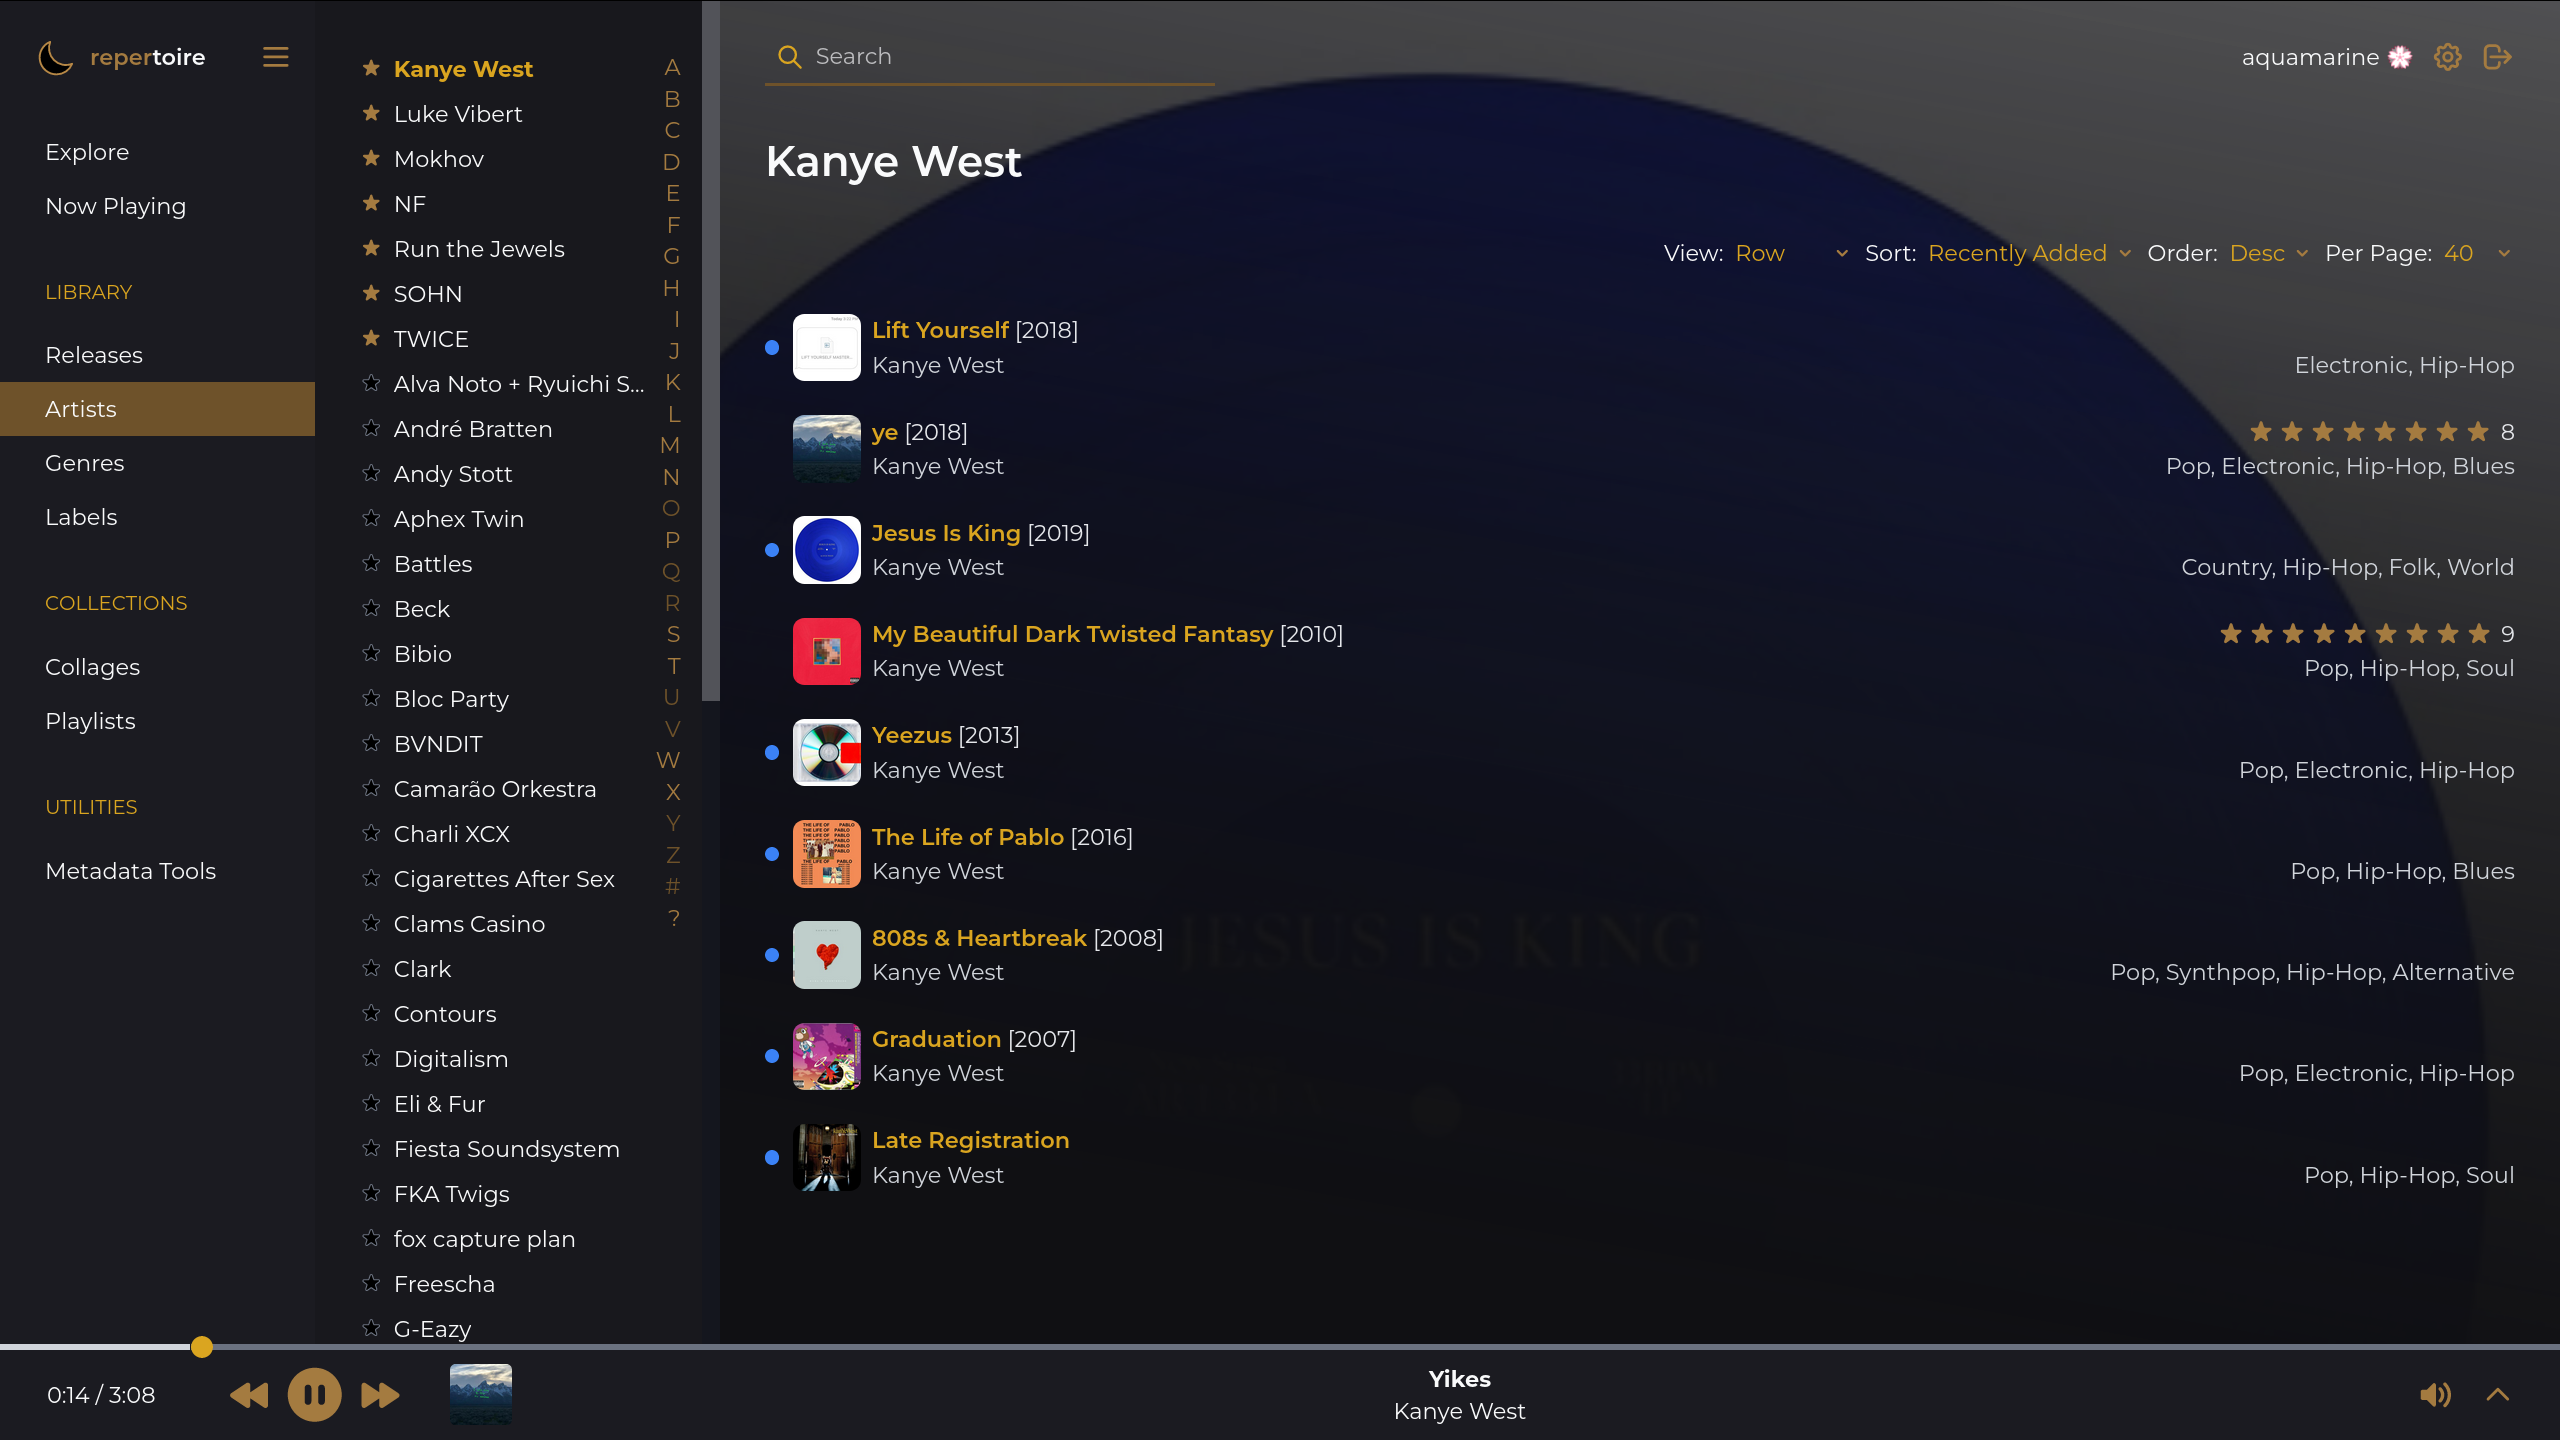 repertoire
Explore
Now Playing
LIBRARY
Releases
Artists
Genres
Labels
COLLECTIONS
Collages
Playlists
UTILITIES
Metadata Tools
Kanye West
Luke Vibert
Mokhov
NF
Run the Jewels
SOHN
TWICE
Alva Noto + Ryuichi S...
André Bratten
Andy Stott
Aphex Twin
Battles
Beck
Bibio
Bloc Party
BVNDIT
Camarão Orkestra
Charli XCX
Cigarettes After Sex
Clams Casino
Clark
Contours
Digitalism
Eli & Fur
Fiesta Soundsystem
FKA Twigs
fox capture plan
Freescha
G-Eazy
A
B
C
D
E
F
G
H
I
J
K
L
M
N
O
P
Q
R
S
T
U
V
W
X
Y
Z
#
?
Search
aquamarine
Kanye West
View: Row Sort: Recently Added Order: Desc Per Page: 40
Lift Yourself [2018]
Kanye West
Electronic, Hip-Hop
ye [2018]
8
Kanye West
Pop, Electronic, Hip-Hop, Blues
Jesus Is King [2019]
Kanye West
Country, Hip-Hop, Folk, World
My Beautiful Dark Twisted Fantasy [2010]
9
Kanye West
Pop, Hip-Hop, Soul
Yeezus [2013]
Kanye West
Pop, Electronic, Hip-Hop
The Life of Pablo [2016]
Kanye West
Pop, Hip-Hop, Blues
808s & Heartbreak [2008]
Kanye West
Pop, Synthpop, Hip-Hop, Alternative
Graduation [2007]
Kanye West
Pop, Electronic, Hip-Hop
Late Registration
Kanye West
Pop, Hip-Hop, Soul
JESUS IS KING
0:14 / 3:08
Yikes
Kanye West